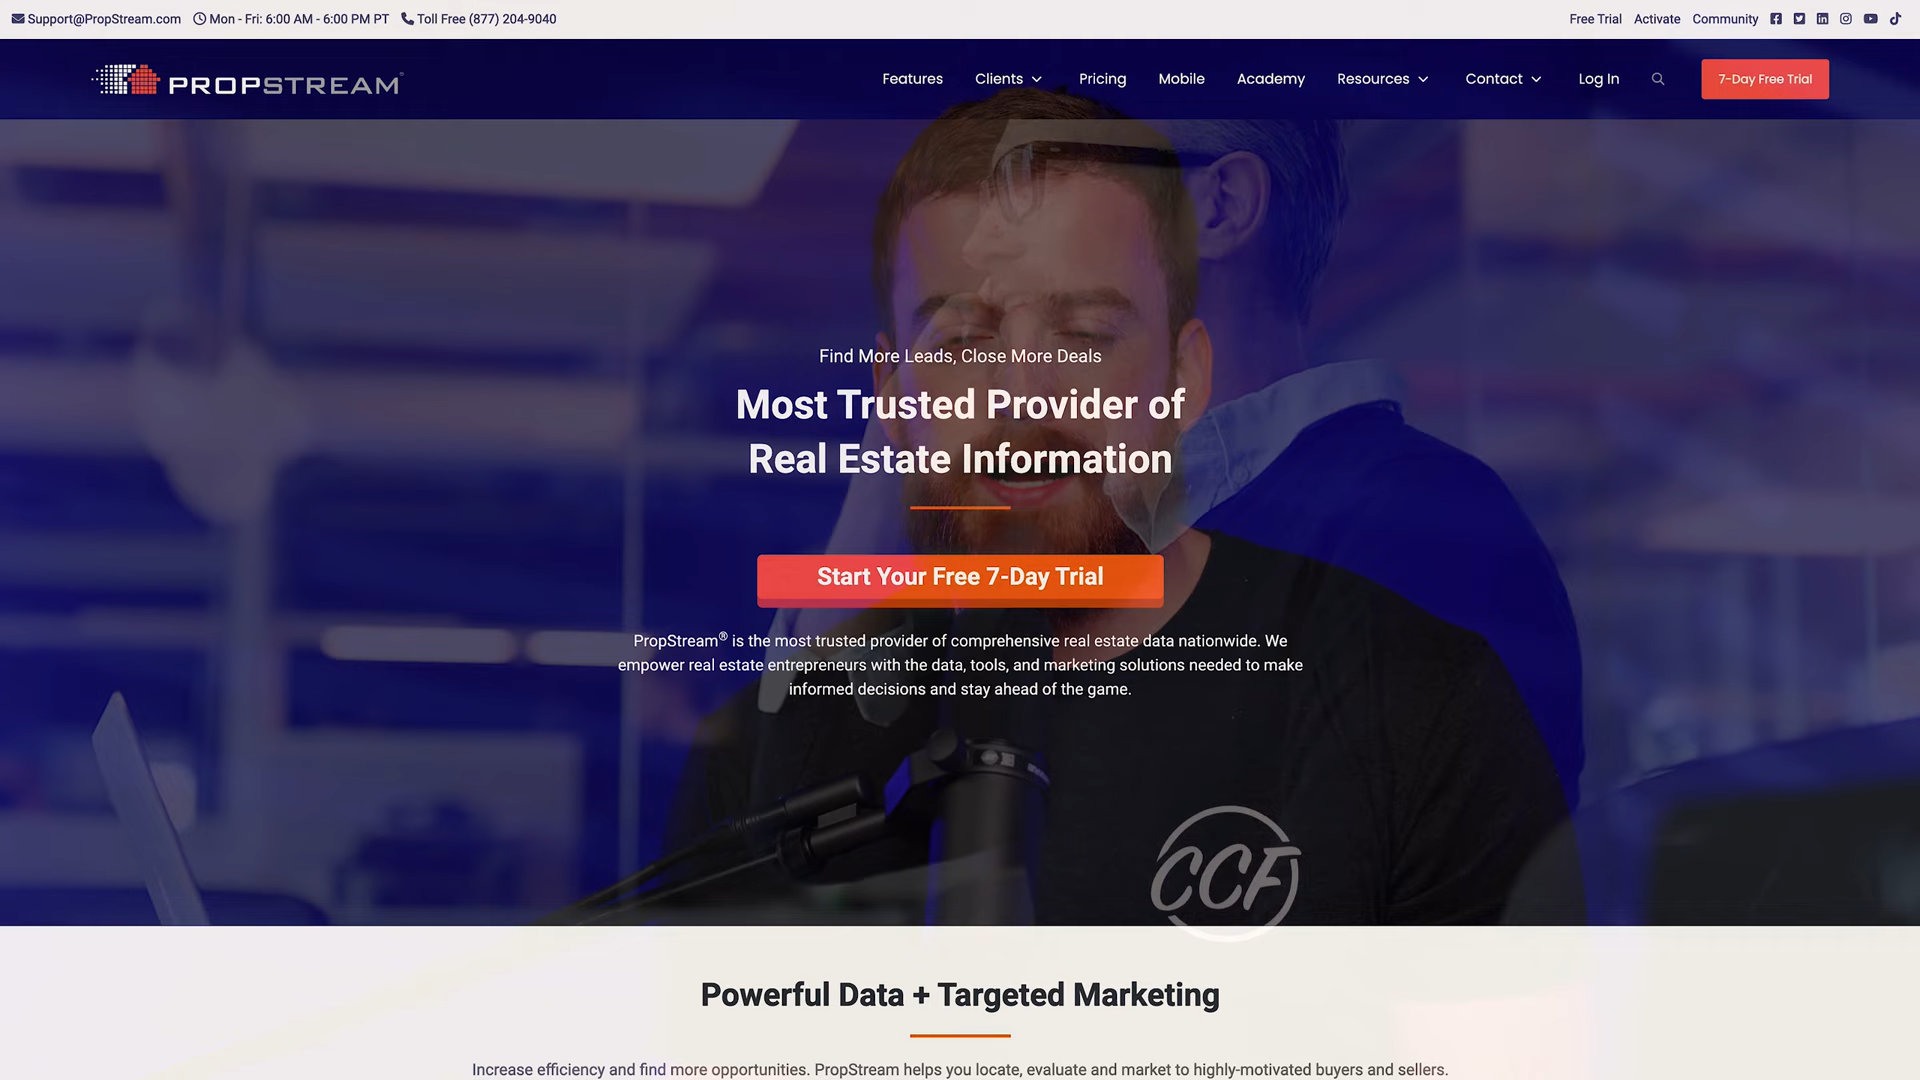 Support@PropStream.com Mon - Fri: 6:00 AM - 6:00 PM PT Toll Free (877) 204-9040 Free Trial Activate Community
PROPSTREAM Features Clients Pricing Mobile Academy Resources Contact Log In 7-Day Free Trial
Find More Leads, Close More Deals
Most Trusted Provider of
Real Estate Information
Start Your Free 7-Day Trial
PropStream® is the most trusted provider of comprehensive real estate data nationwide. We
empower real estate entrepreneurs with the data, tools, and marketing solutions needed to make
informed decisions and stay ahead of the game.
CCF
Powerful Data + Targeted Marketing
Increase efficiency and find more opportunities. PropStream helps you locate, evaluate and market to highly-motivated buyers and sellers.